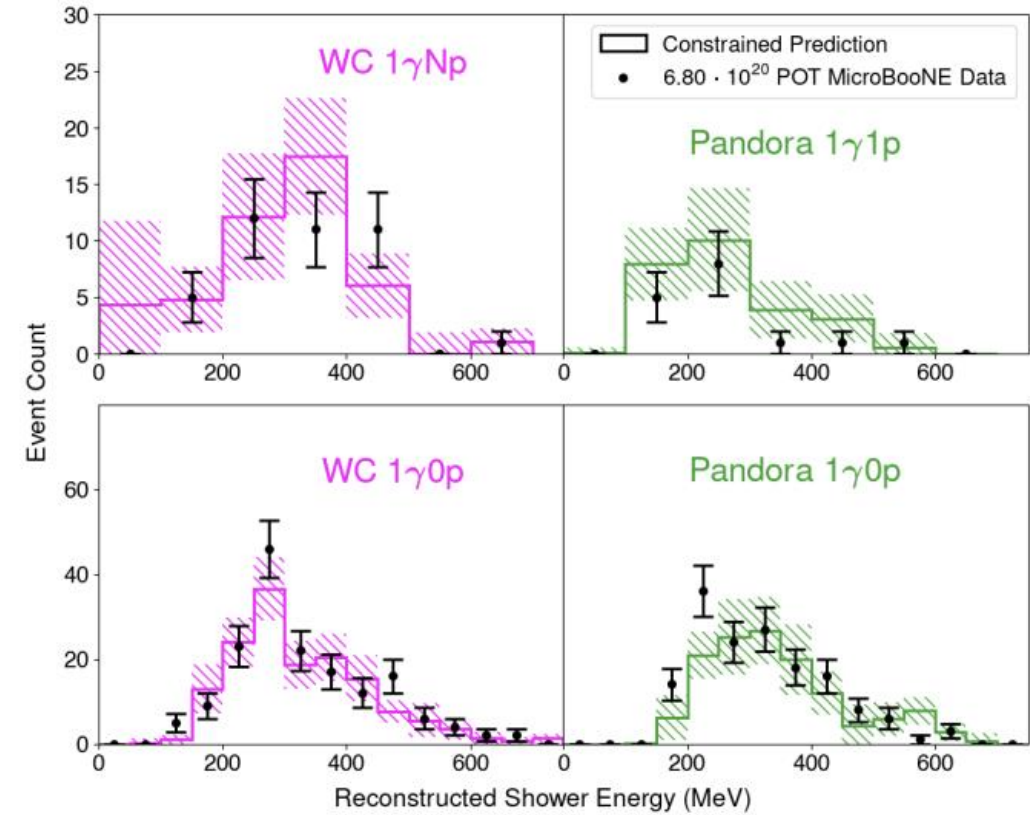 30
25
20
15
10
5
0
WC 1γNp
0 200 400 600
Constrained Prediction
6.80 · 10²⁰ POT MicroBooNE Data
Pandora 1γ1p
0 200 400 600
Event Count
60
40
20
0
WC 1γ0p
0 200 400 600
Pandora 1γ0p
0 200 400 600
Reconstructed Shower Energy (MeV)